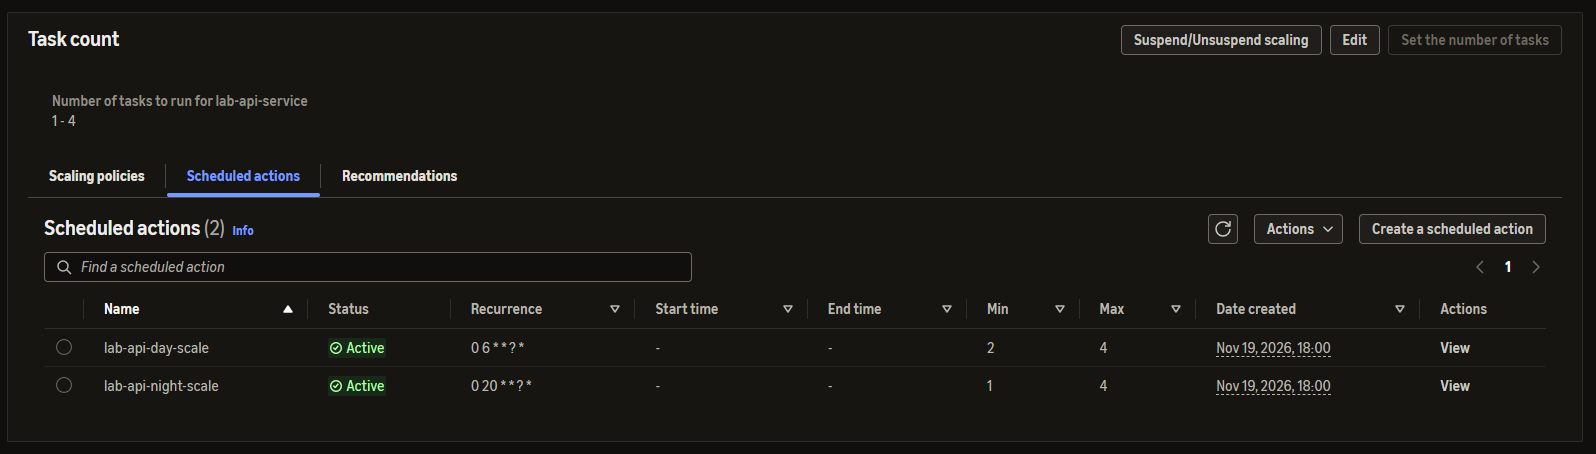 Task count
Suspend/Unsuspend scaling Edit Set the number of tasks
Number of tasks to run for lab-api-service
1 - 4
Scaling policies Scheduled actions Recommendations
Scheduled actions (2) Info
Actions Create a scheduled action
Find a scheduled action
1
Name Status Recurrence Start time End time Min Max Date created Actions
lab-api-day-scale Active 0 6 * * ? * - - 2 4 Nov 19, 2026, 18:00 View
lab-api-night-scale Active 0 20 * * ? * - - 1 4 Nov 19, 2026, 18:00 View